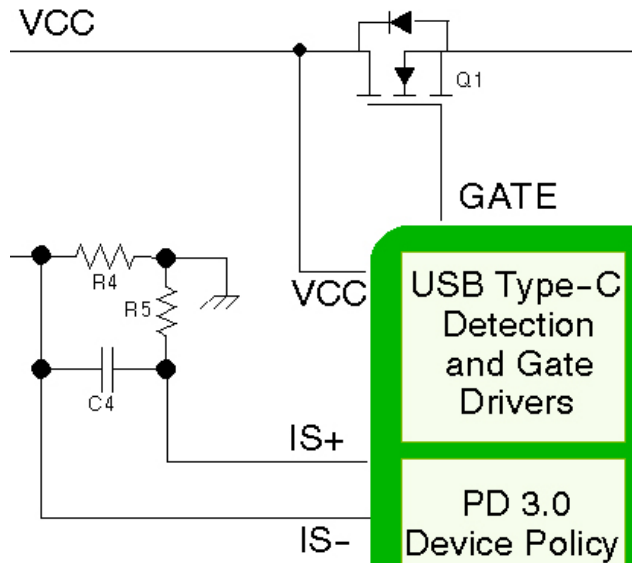 VCC
Q1
GATE
R4
VCC
R5
USB Type-C
Detection
and Gate
Drivers
C4
IS+
PD 3.0
Device Policy
IS-